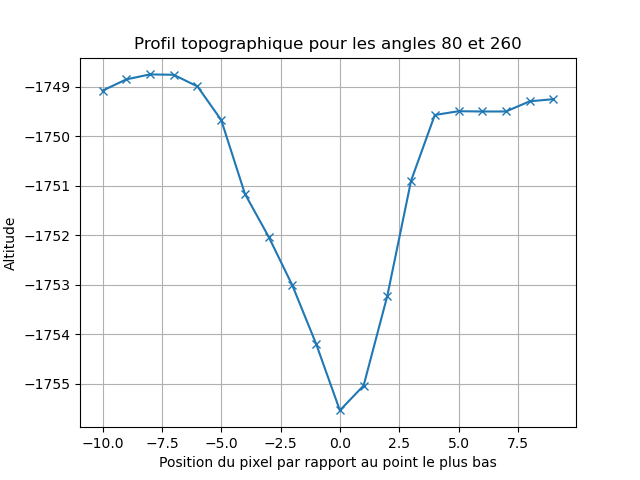 Profil topographique pour les angles 80 et 260
Altitude
−1749
−1750
−1751
−1752
−1753
−1754
−1755
−10.0 −7.5 −5.0 −2.5 0.0 2.5 5.0 7.5
Position du pixel par rapport au point le plus bas